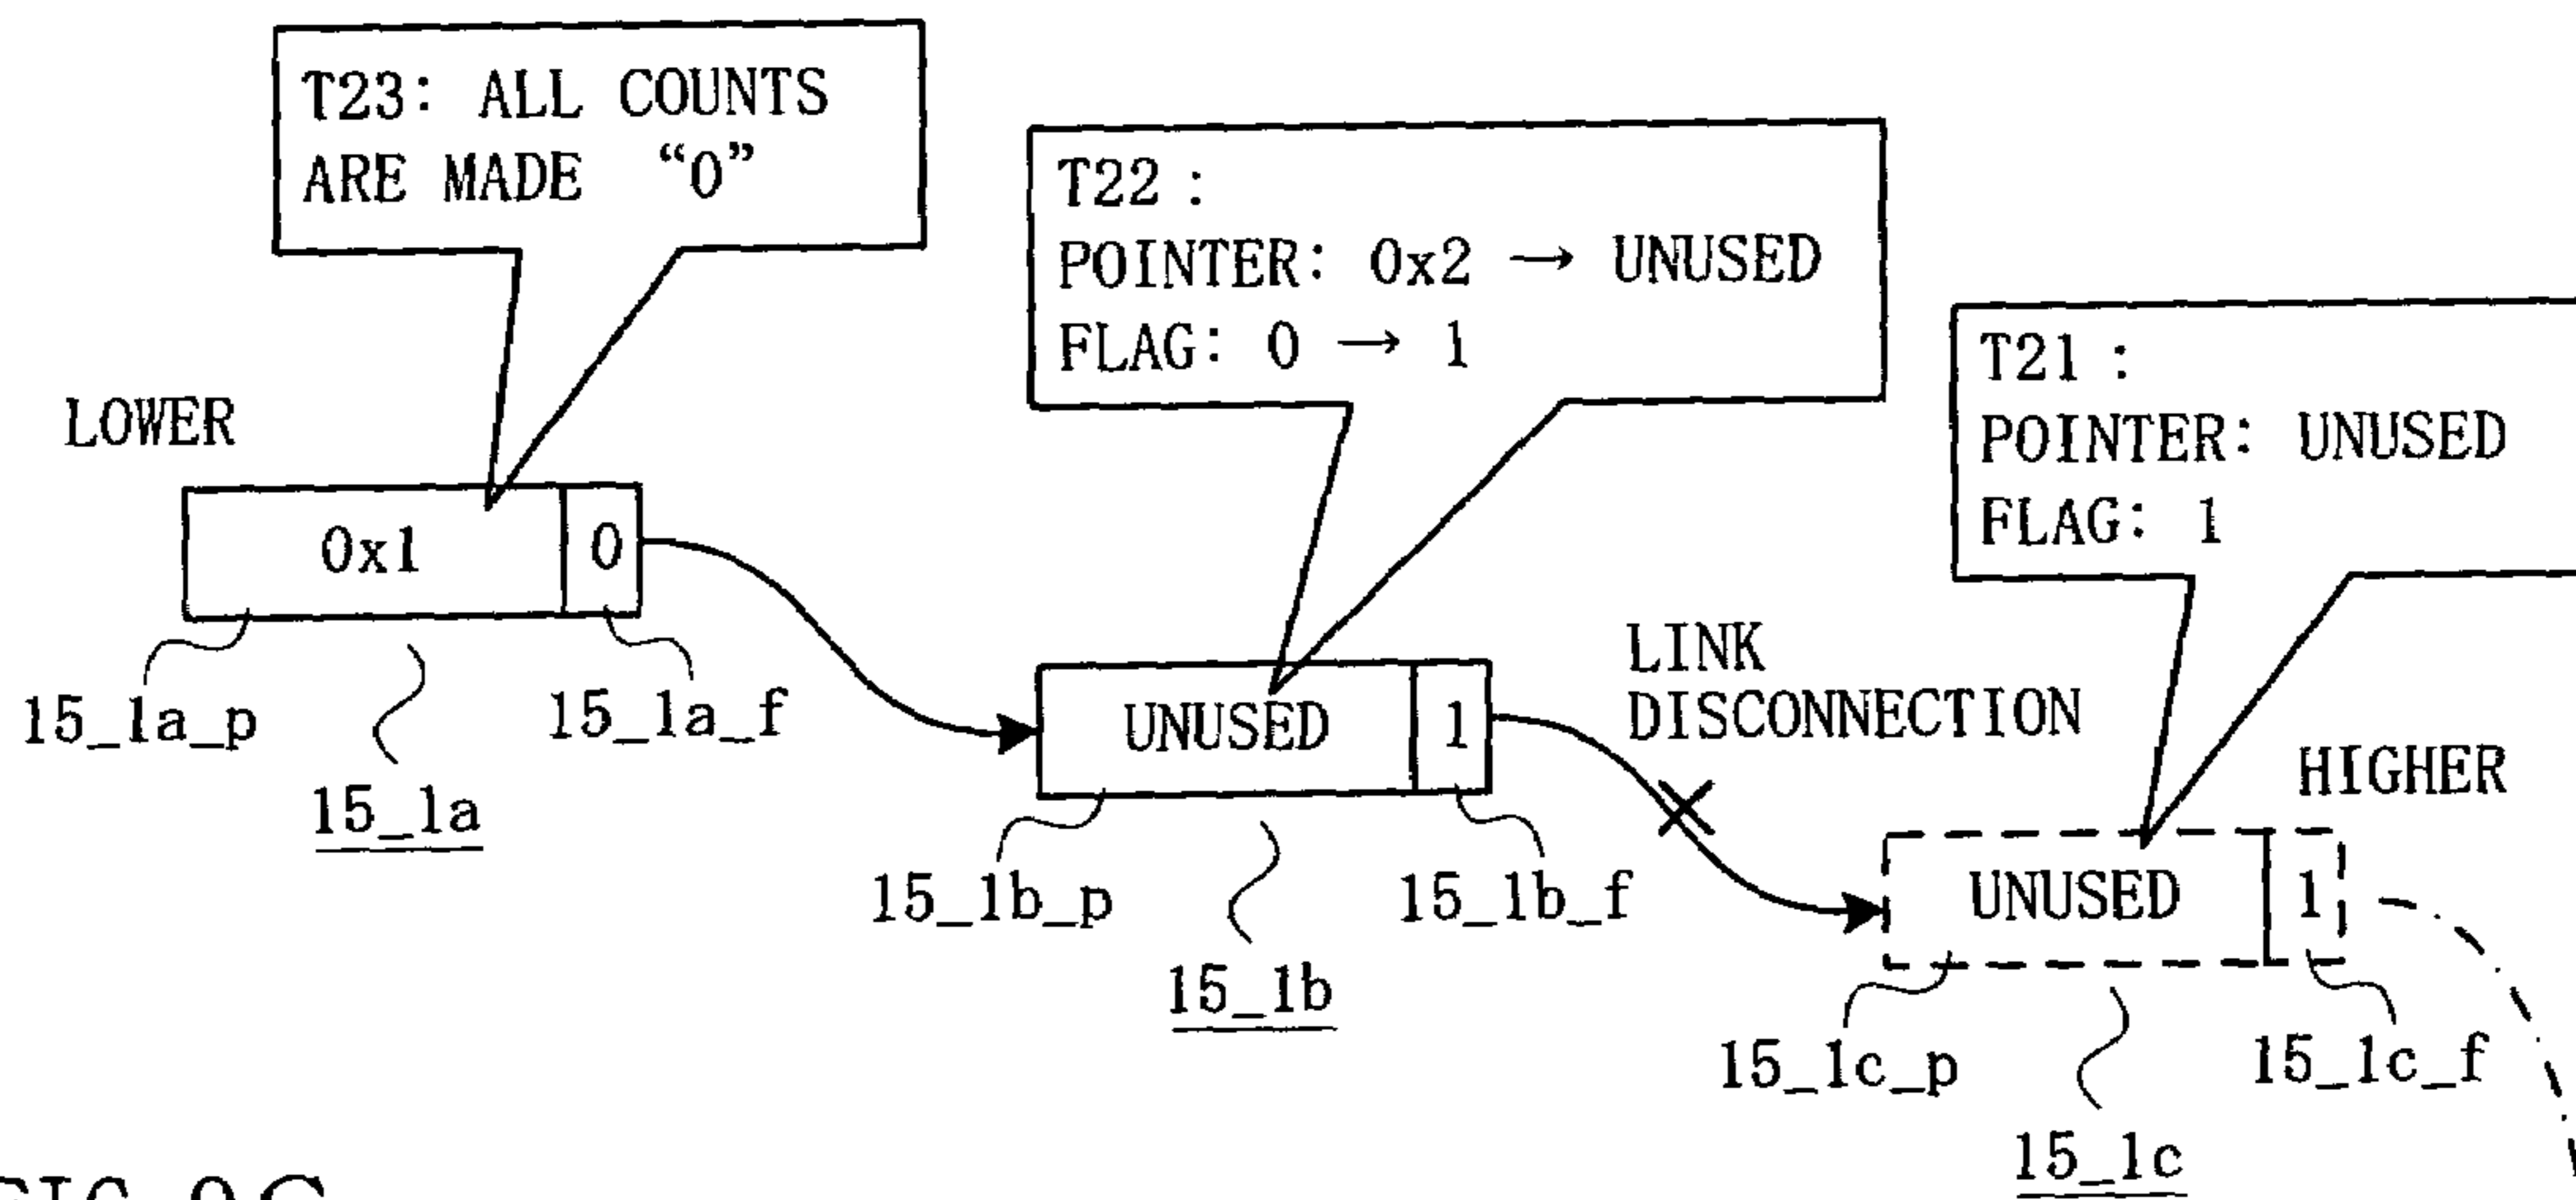 T23: ALL COUNTS
ARE MADE “0”
T22 :
POINTER: 0x2 → UNUSED
FLAG: 0 → 1
T21 :
POINTER: UNUSED
FLAG: 1
LOWER
0x1
0
15_1a_p
15_1a_f
15_1a
UNUSED
1
LINK
DISCONNECTION
15_1b_p
15_1b_f
15_1b
HIGHER
UNUSED
1
15_1c_p
15_1c_f
15_1c